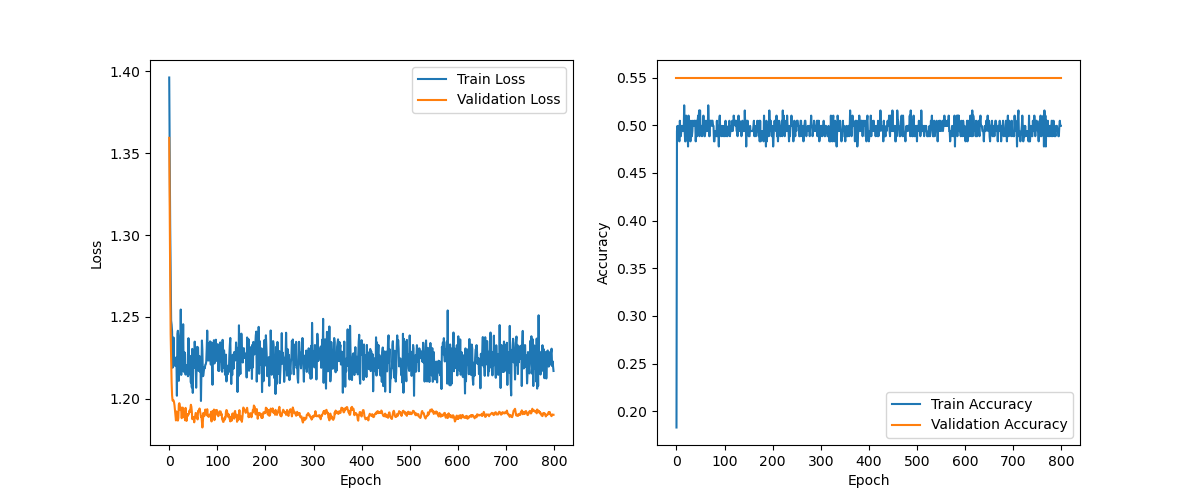 1.40
1.35
1.30
1.25
1.20
Loss
0 100 200 300 400 500 600 700 800
Epoch
Train Loss
Validation Loss
0.55
0.50
0.45
0.40
0.35
0.30
0.25
0.20
Accuracy
0 100 200 300 400 500 600 700 800
Epoch
Train Accuracy
Validation Accuracy